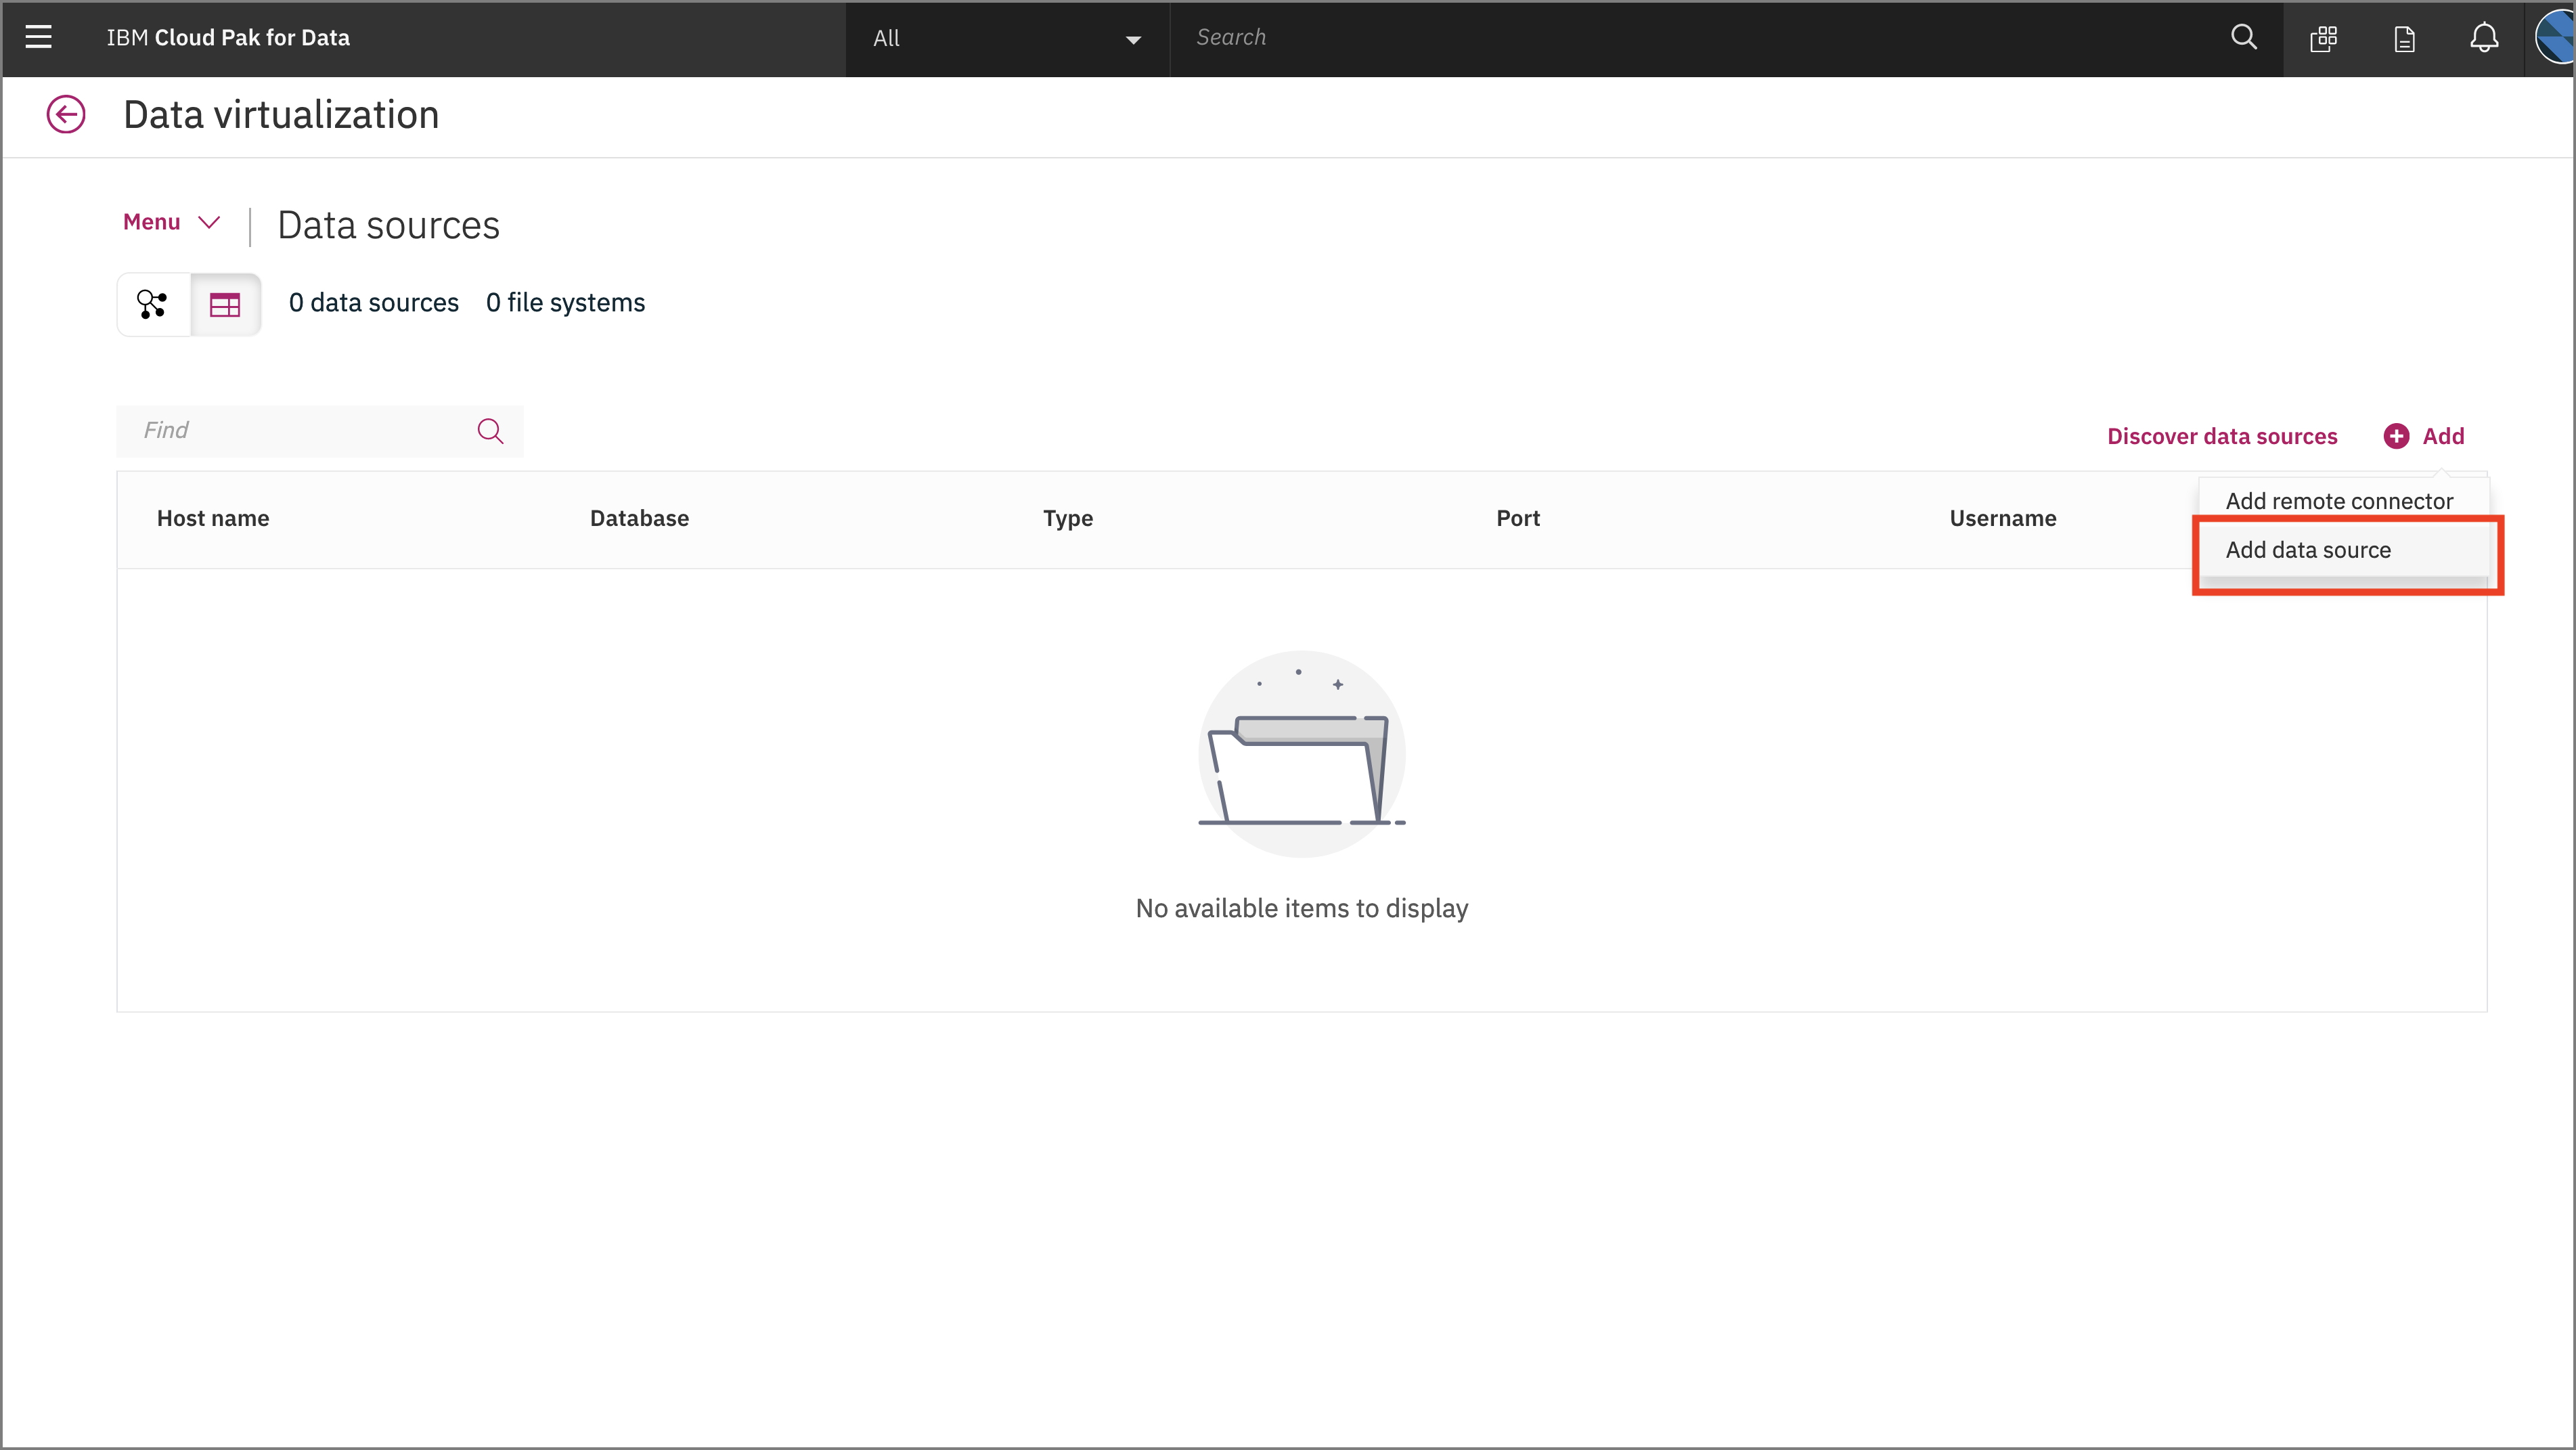 IBM Cloud Pak for Data
All
Search
Data virtualization
Menu
Data sources
0 data sources 0 file systems
Find
Discover data sources
Add
Add remote connector
Add data source
Host name Database Type Port Username
No available items to display